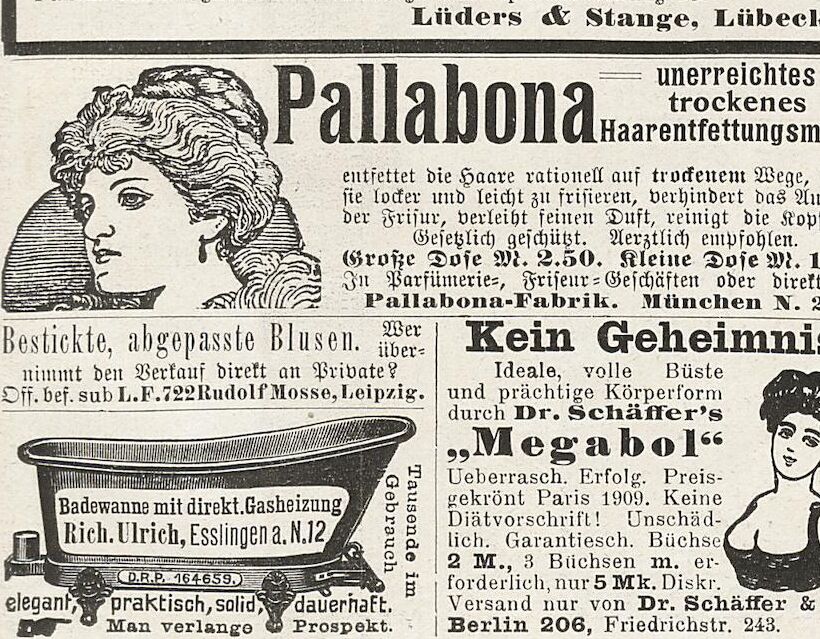 Lüders & Stange, Lübeck
Pallabona
unerreichtes
trockenes
Haarentfettungsm
entfettet die Haare rationell auf trockenem Wege,
sie locker und leicht zu frisieren, verhindert das Au
der Frisur, verleiht feinen Duft, reinigt die Kopf
Gesetzlich geschützt. Aerztlich empfohlen.
Große Dose M. 2.50. Kleine Dose M. 1
In Parfümerie-, Friseur-Geschäften oder direkt
Pallabona-Fabrik. München N. 2
Bestickte, abgepasste Blusen. Wer über-
nimmt den Verkauf direkt an Private?
Off. bef. sub L.F.722 Rudolf Mosse, Leipzig.
Badewanne mit direkt. Gasheizung
Rich. Ulrich, Esslingen a. N.12
D.R.P. 164659.
Tausende im
Gebrauch
elegant, praktisch, solid, dauerhaft.
Man verlange Prospekt.
Kein Geheimnis
Ideale, volle Büste
und prächtige Körperform
durch Dr. Schäffer's
„Megabol“
Ueberrasch. Erfolg. Preis-
gekrönt Paris 1909. Keine
Diätvorschrift! Unschäd-
lich. Garantiesch. Büchse
2 M., 3 Büchsen m. er-
forderlich, nur 5 Mk. Diskr.
Versand nur von Dr. Schäffer &
Berlin 206, Friedrichstr. 243.